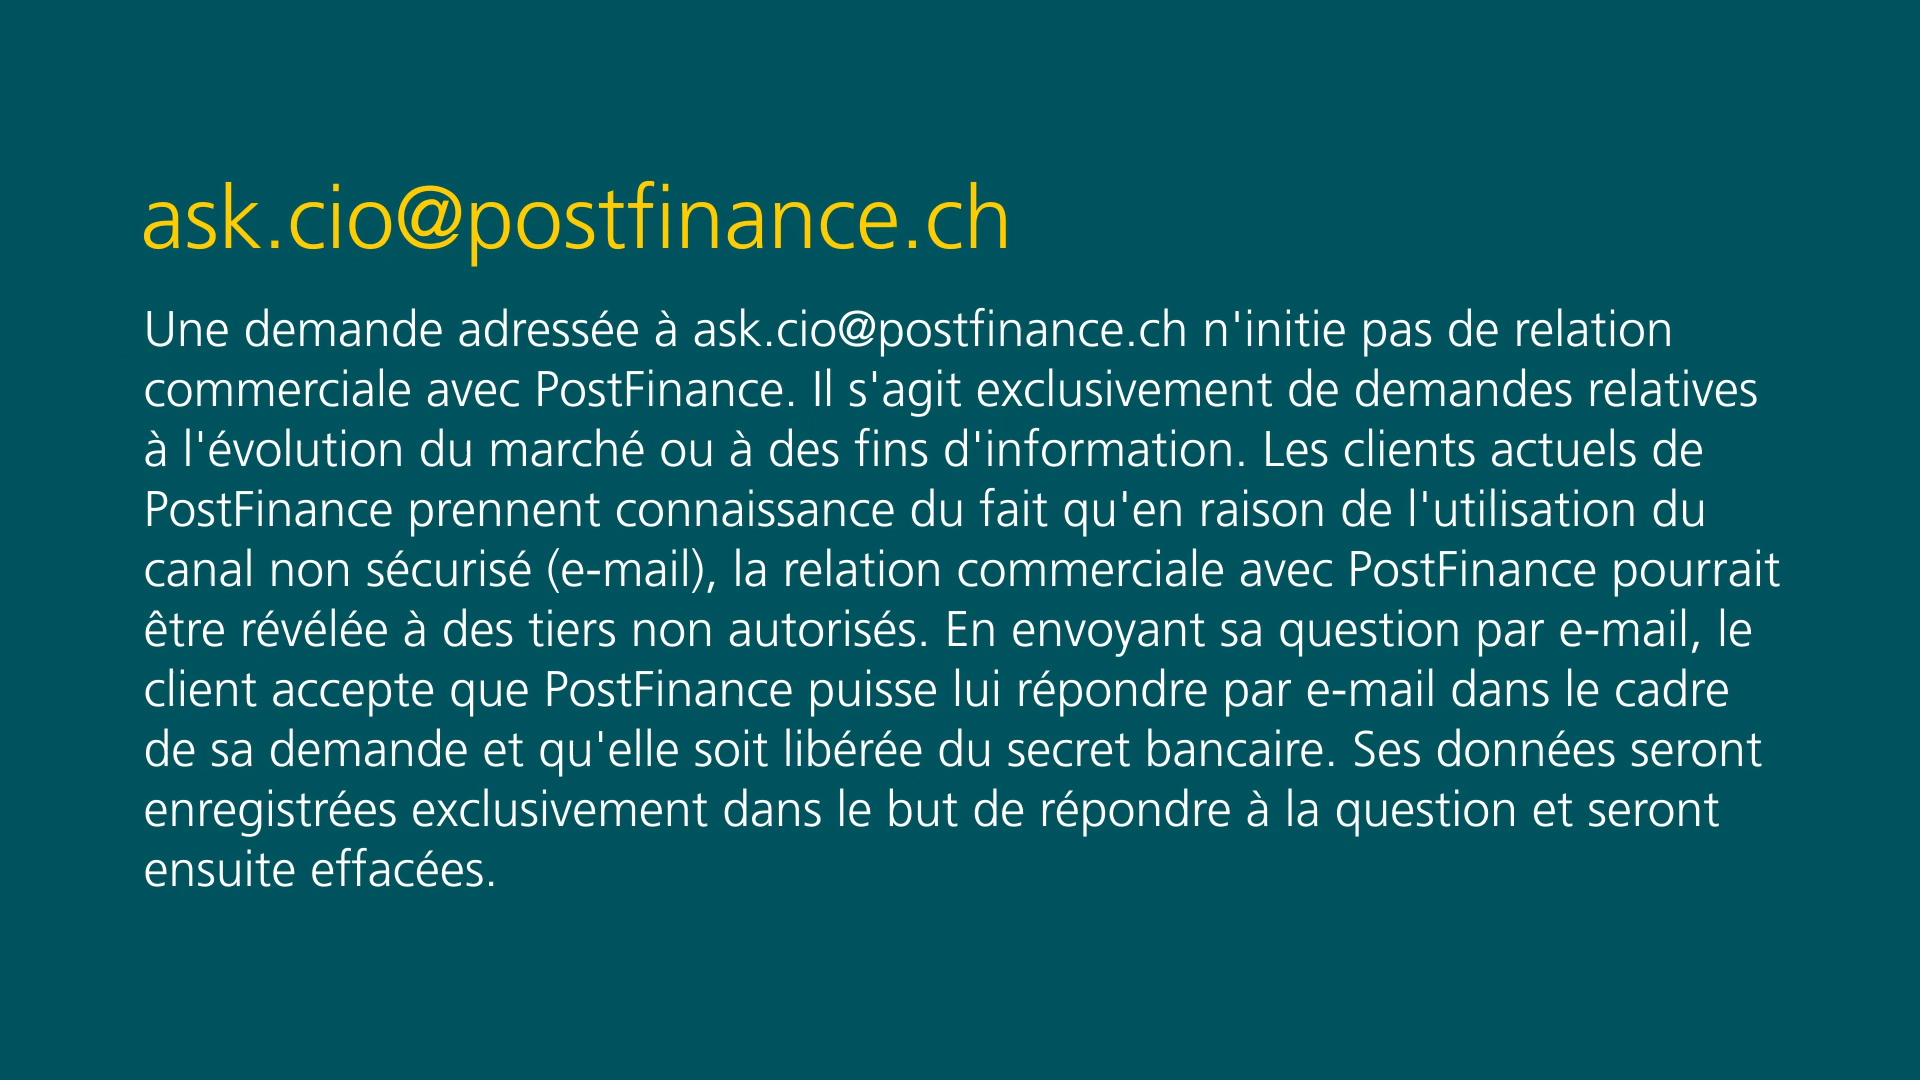 ask.cio@postfinance.ch
Une demande adressée à ask.cio@postfinance.ch n'initie pas de relation
commerciale avec PostFinance. Il s'agit exclusivement de demandes relatives
à l'évolution du marché ou à des fins d'information. Les clients actuels de
PostFinance prennent connaissance du fait qu'en raison de l'utilisation du
canal non sécurisé (e-mail), la relation commerciale avec PostFinance pourrait
être révélée à des tiers non autorisés. En envoyant sa question par e-mail, le
client accepte que PostFinance puisse lui répondre par e-mail dans le cadre
de sa demande et qu'elle soit libérée du secret bancaire. Ses données seront
enregistrées exclusivement dans le but de répondre à la question et seront
ensuite effacées.